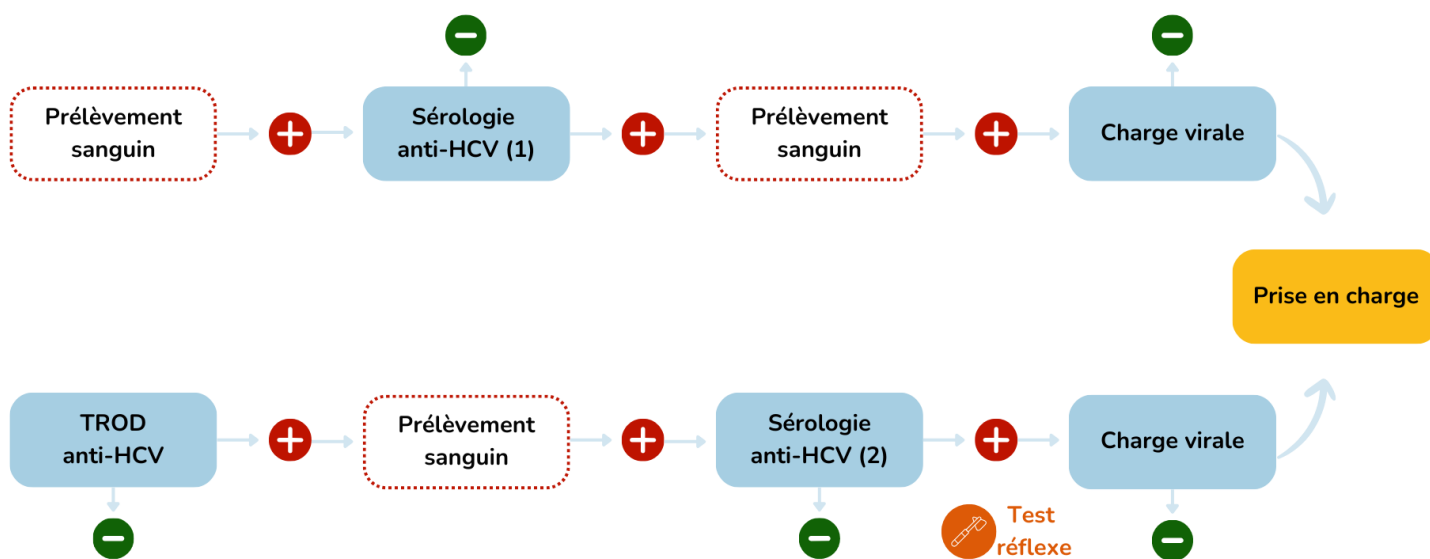 Prélèvement
sanguin
Sérologie
anti-HCV (1)
Prélèvement
sanguin
Charge virale
Prise en charge
TROD
anti-HCV
Prélèvement
sanguin
Sérologie
anti-HCV (2)
Charge virale
Test
réflexe